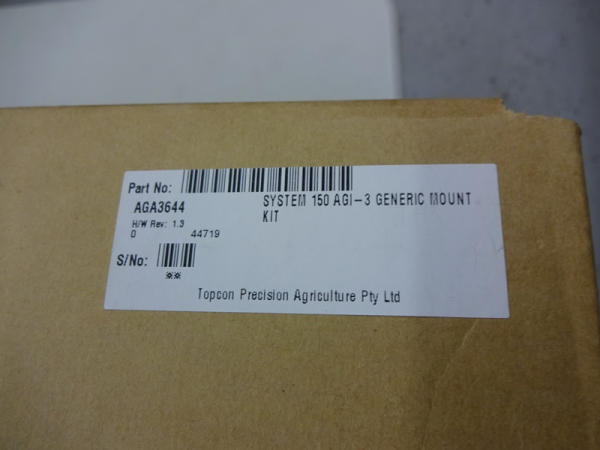 Part No:
AGA3644
SYSTEM 150 AGI-3 GENERIC MOUNT
KIT
H/W Rev: 1.3
0 44719
S/No:
**
Topcon Precision Agriculture Pty Ltd